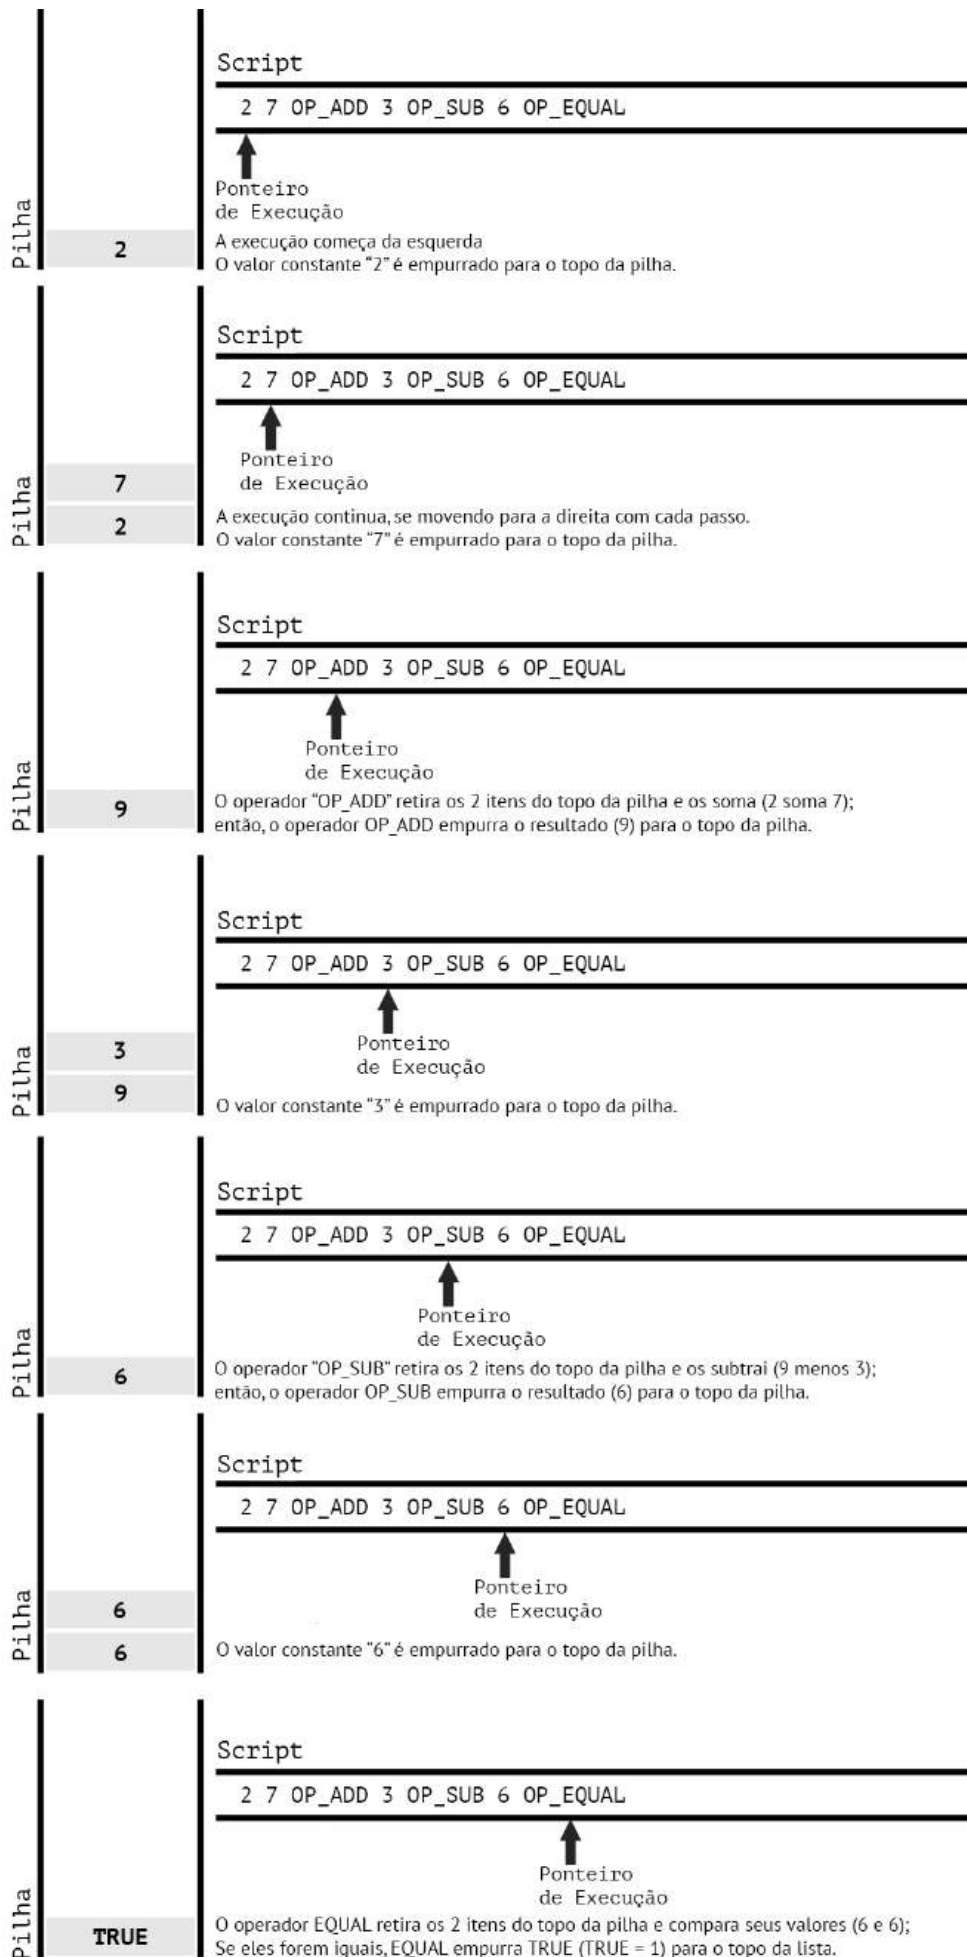 Script
2 7 OP_ADD 3 OP_SUB 6 OP_EQUAL
Ponteiro
de Execução
Pilha
2
A execução começa da esquerda
O valor constante “2” é empurrado para o topo da pilha.
Script
2 7 OP_ADD 3 OP_SUB 6 OP_EQUAL
Ponteiro
de Execução
Pilha
7
2
A execução continua, se movendo para a direita com cada passo.
O valor constante “7” é empurrado para o topo da pilha.
Script
2 7 OP_ADD 3 OP_SUB 6 OP_EQUAL
Ponteiro
de Execução
Pilha
9
O operador “OP_ADD” retira os 2 itens do topo da pilha e os soma (2 soma 7);
então, o operador OP_ADD empurra o resultado (9) para o topo da pilha.
Script
2 7 OP_ADD 3 OP_SUB 6 OP_EQUAL
Ponteiro
de Execução
Pilha
3
9
O valor constante “3” é empurrado para o topo da pilha.
Script
2 7 OP_ADD 3 OP_SUB 6 OP_EQUAL
Ponteiro
de Execução
Pilha
6
O operador “OP_SUB” retira os 2 itens do topo da pilha e os subtrai (9 menos 3);
então, o operador OP_SUB empurra o resultado (6) para o topo da pilha.
Script
2 7 OP_ADD 3 OP_SUB 6 OP_EQUAL
Ponteiro
de Execução
Pilha
6
6
O valor constante “6” é empurrado para o topo da pilha.
Script
2 7 OP_ADD 3 OP_SUB 6 OP_EQUAL
Ponteiro
de Execução
Pilha
TRUE
O operador EQUAL retira os 2 itens do topo da pilha e compara seus valores (6 e 6);
Se eles forem iguais, EQUAL empurra TRUE (TRUE = 1) para o topo da lista.